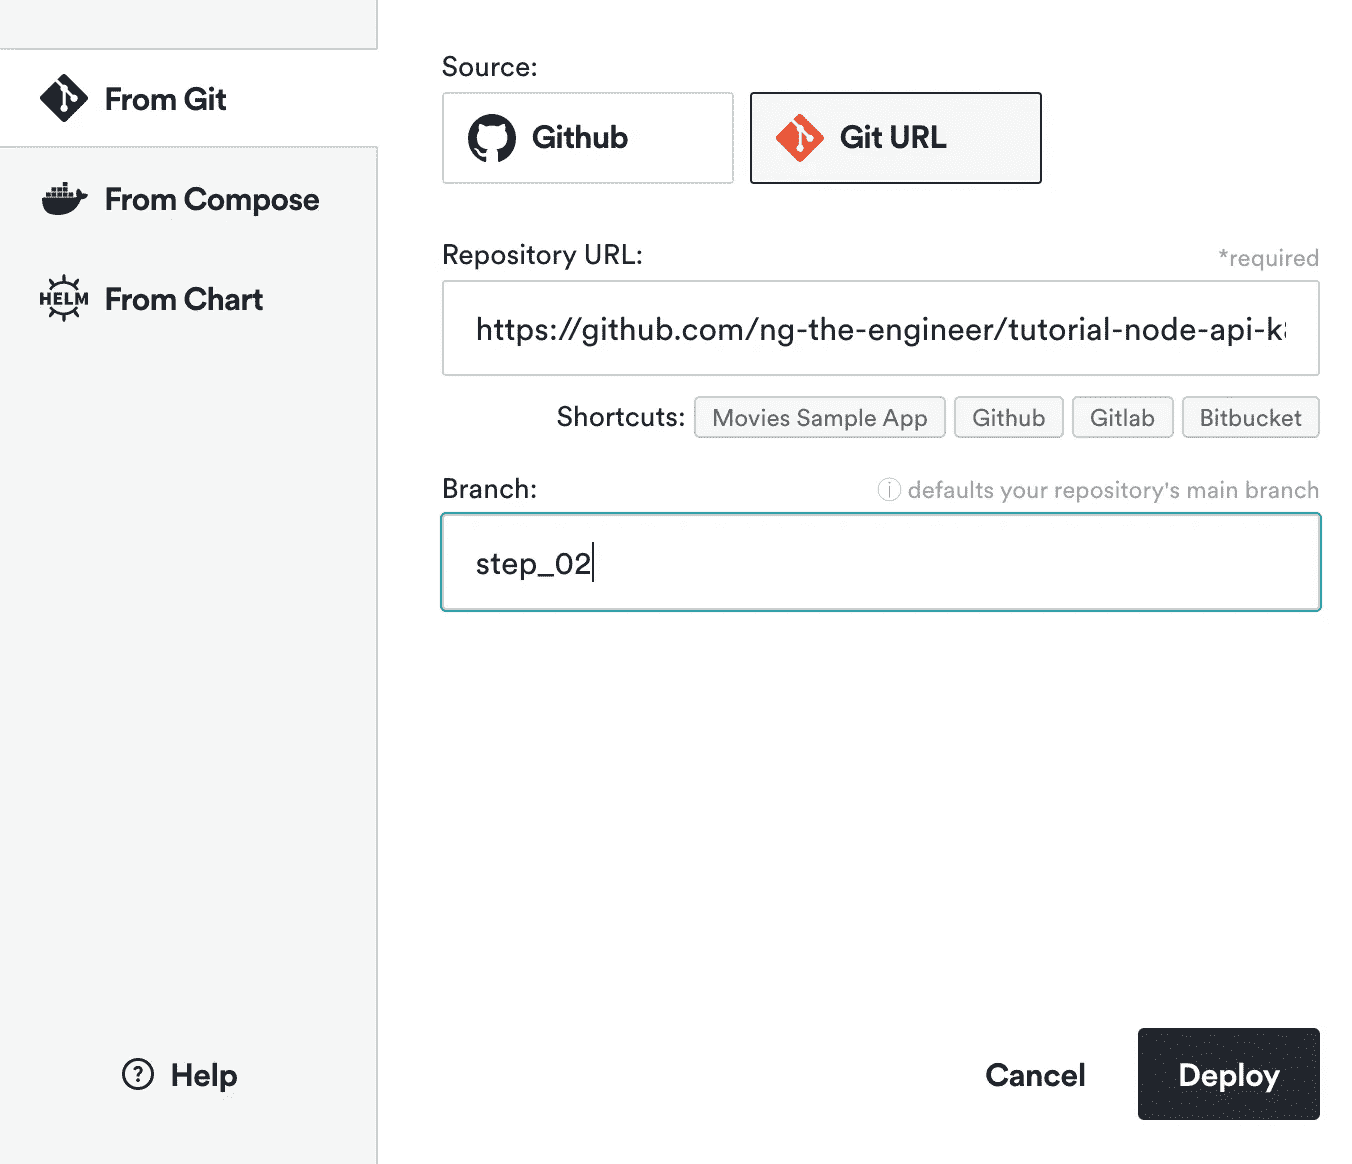 From Git
From Compose
HELM From Chart
Help
Source:
Github
Git URL
Repository URL:
*required
https://github.com/ng-the-engineer/tutorial-node-api-k
Shortcuts: Movies Sample App Github Gitlab Bitbucket
Branch:
defaults your repository's main branch
step_02
Cancel
Deploy